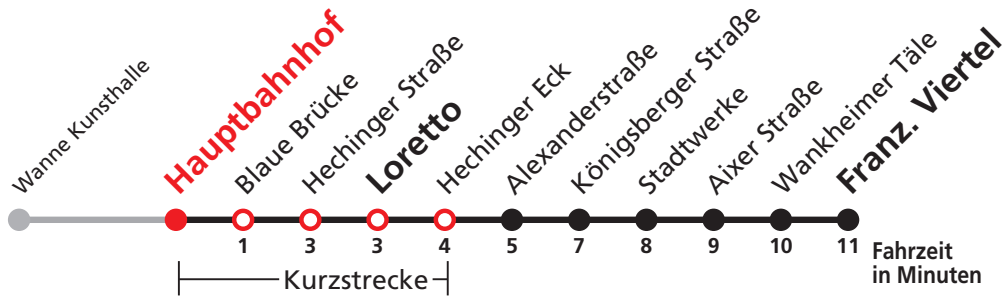 Wanne Kunsthalle
Hauptbahnhof
Blaue Brücke
Hechinger Straße
Loretto
Hechinger Eck
Alexanderstraße
Königsberger Straße
Stadtwerke
Aixer Straße
Wankheimer Täle
Franz. Viertel
1 3 3 4 5 7 8 9 10 11
Fahrzeit
in Minuten
Kurzstrecke